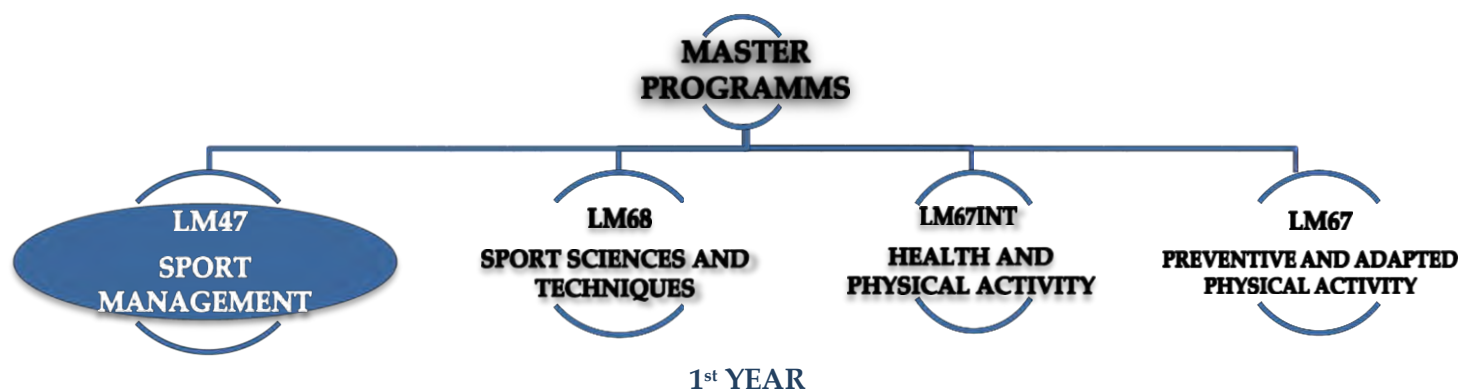 MASTER
PROGRAMMS
LM47
SPORT
MANAGEMENT
LM68
SPORT SCIENCES AND
TECHNIQUES
LM67INT
HEALTH AND
PHYSICAL ACTIVITY
LM67
PREVENTIVE AND ADAPTED
PHYSICAL ACTIVITY
1st YEAR